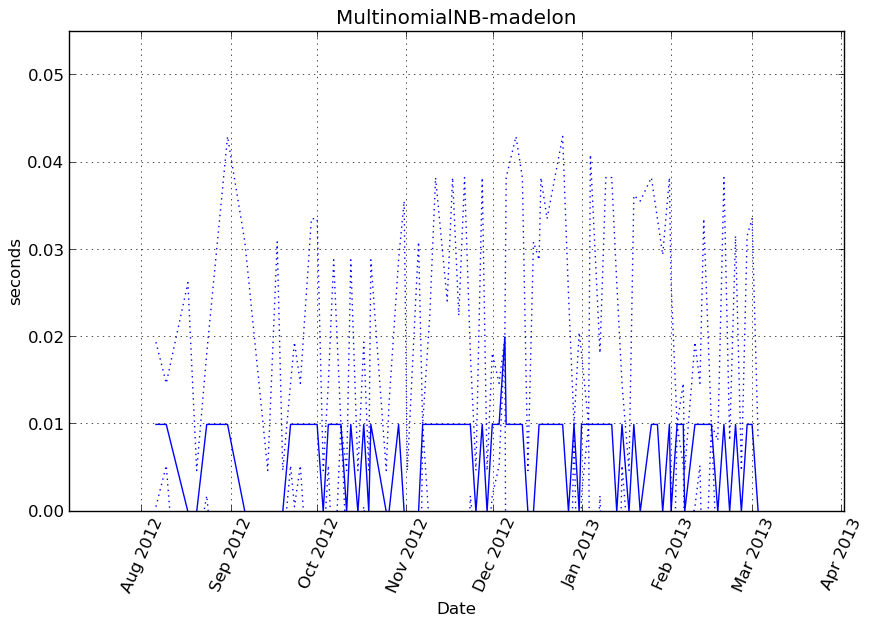 MultinomialNB-madelon
0.05
0.04
0.03
0.02
0.01
0.00
seconds
Aug 2012
Sep 2012
Oct 2012
Nov 2012
Dec 2012
Jan 2013
Feb 2013
Mar 2013
Apr 2013
Date